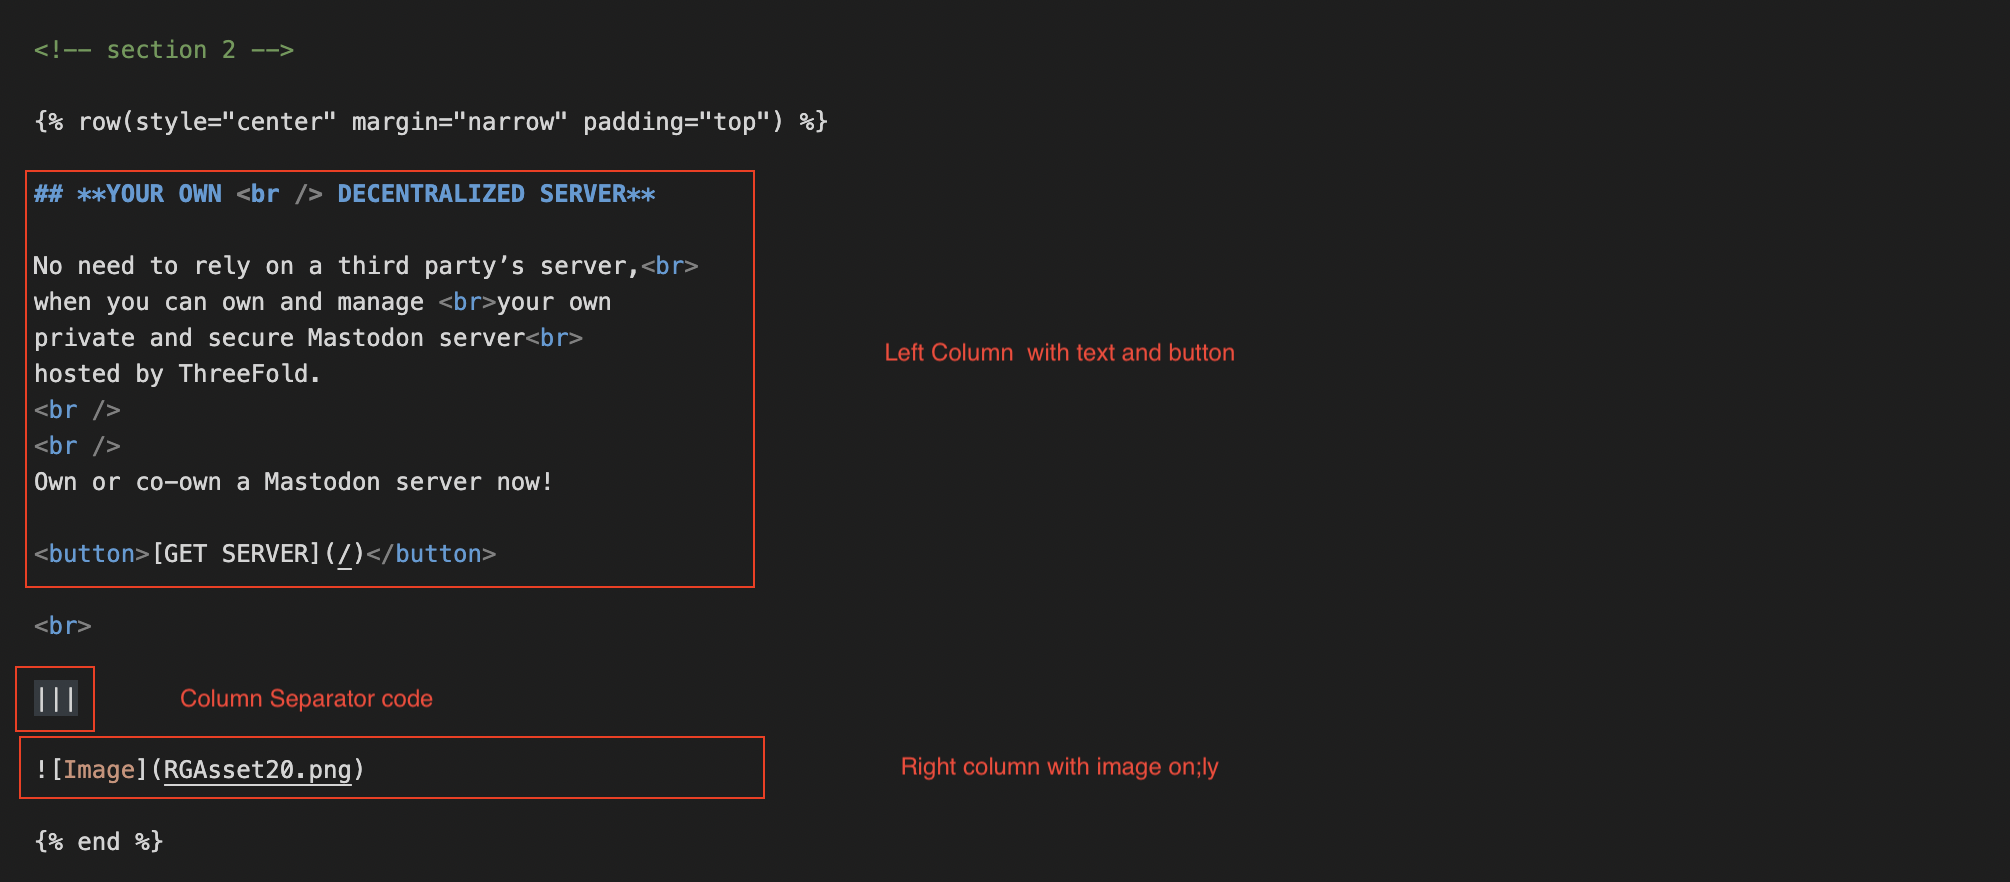 <!-- section 2 -->
{% row(style="center" margin="narrow" padding="top") %}
## **YOUR OWN <br /> DECENTRALIZED SERVER**
No need to rely on a third party’s server,<br>
when you can own and manage <br>your own
private and secure Mastodon server<br>
hosted by ThreeFold.
<br />
<br />
Own or co-own a Mastodon server now!
<button>[GET SERVER](/)</button>
Left Column  with text and button
<br>
||| Column Separator code
![Image](RGAsset20.png)
Right column with image on;ly
{% end %}